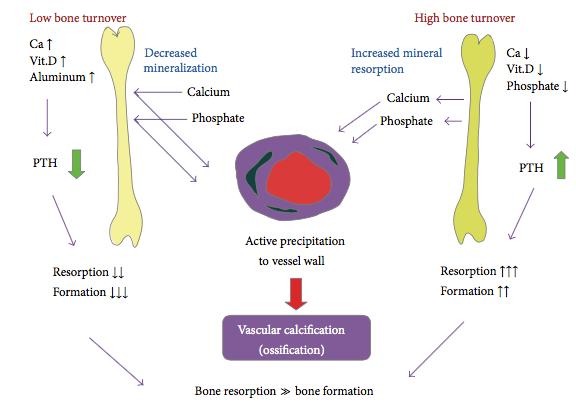 Low bone turnover
Ca ↑
Vit.D ↑
Aluminum ↑
Decreased
mineralization
Calcium
Phosphate
PTH
Resorption ↓↓
Formation ↓↓↓
High bone turnover
Increased mineral
resorption
Ca ↓
Vit.D ↓
Phosphate ↓
Calcium
Phosphate
PTH
Resorption ↑↑↑
Formation ↑↑
Active precipitation
to vessel wall
Vascular calcification
(ossification)
Bone resorption ≫ bone formation